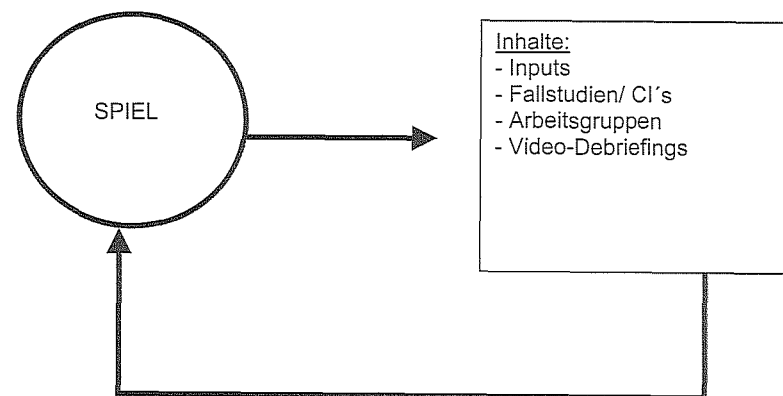 SPIEL
Inhalte:
- Inputs
- Fallstudien/ CI´s
- Arbeitsgruppen
- Video-Debriefings